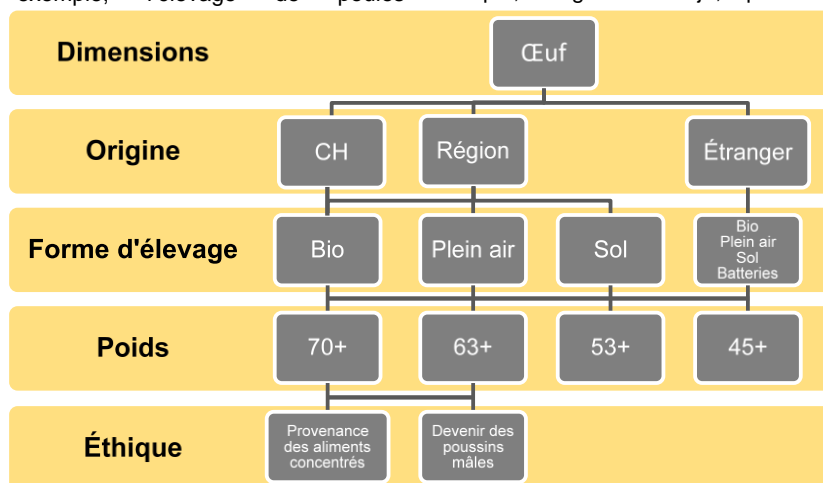 Dimensions
Œuf
Origine
CH
Région
Étranger
Forme d'élevage
Bio
Plein air
Sol
Bio
Plein air
Sol
Batteries
Poids
70+
63+
53+
45+
Éthique
Provenance
des aliments
concentrés
Devenir des
poussins
mâles